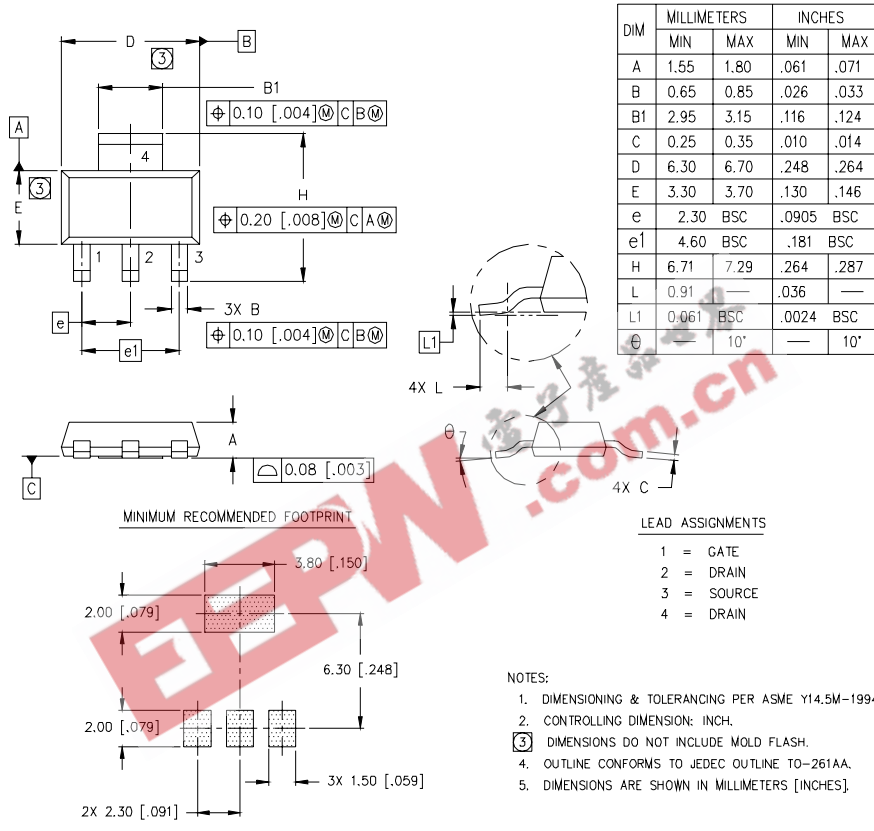 D
B
3
B1
⌖ 0.10 [.004] Ⓜ C B Ⓜ
A
4
3
E
H
⌖ 0.20 [.008] Ⓜ C A Ⓜ
1 2 3
3X B
e
⌖ 0.10 [.004] Ⓜ C B Ⓜ
e1
L1
4X L
DIM MILLIMETERS INCHES
MIN MAX MIN MAX
A 1.55 1.80 .061 .071
B 0.65 0.85 .026 .033
B1 2.95 3.15 .116 .124
C 0.25 0.35 .010 .014
D 6.30 6.70 .248 .264
E 3.30 3.70 .130 .146
e 2.30 BSC .0905 BSC
e1 4.60 BSC .181 BSC
H 6.71 7.29 .264 .287
L 0.91 — .036 —
L1 0.061 BSC .0024 BSC
θ — 10° — 10°
A
C
0.08 [.003]
θ
4X C
MINIMUM RECOMMENDED FOOTPRINT
3.80 [.150]
2.00 [.079]
6.30 [.248]
2.00 [.079]
3X 1.50 [.059]
2X 2.30 [.091]
LEAD ASSIGNMENTS
1 = GATE
2 = DRAIN
3 = SOURCE
4 = DRAIN
NOTES:
1. DIMENSIONING & TOLERANCING PER ASME Y14.5M-1994
2. CONTROLLING DIMENSION: INCH.
3 DIMENSIONS DO NOT INCLUDE MOLD FLASH.
4. OUTLINE CONFORMS TO JEDEC OUTLINE TO-261AA.
5. DIMENSIONS ARE SHOWN IN MILLIMETERS [INCHES].
EEPW.com.cn
電子產品世界